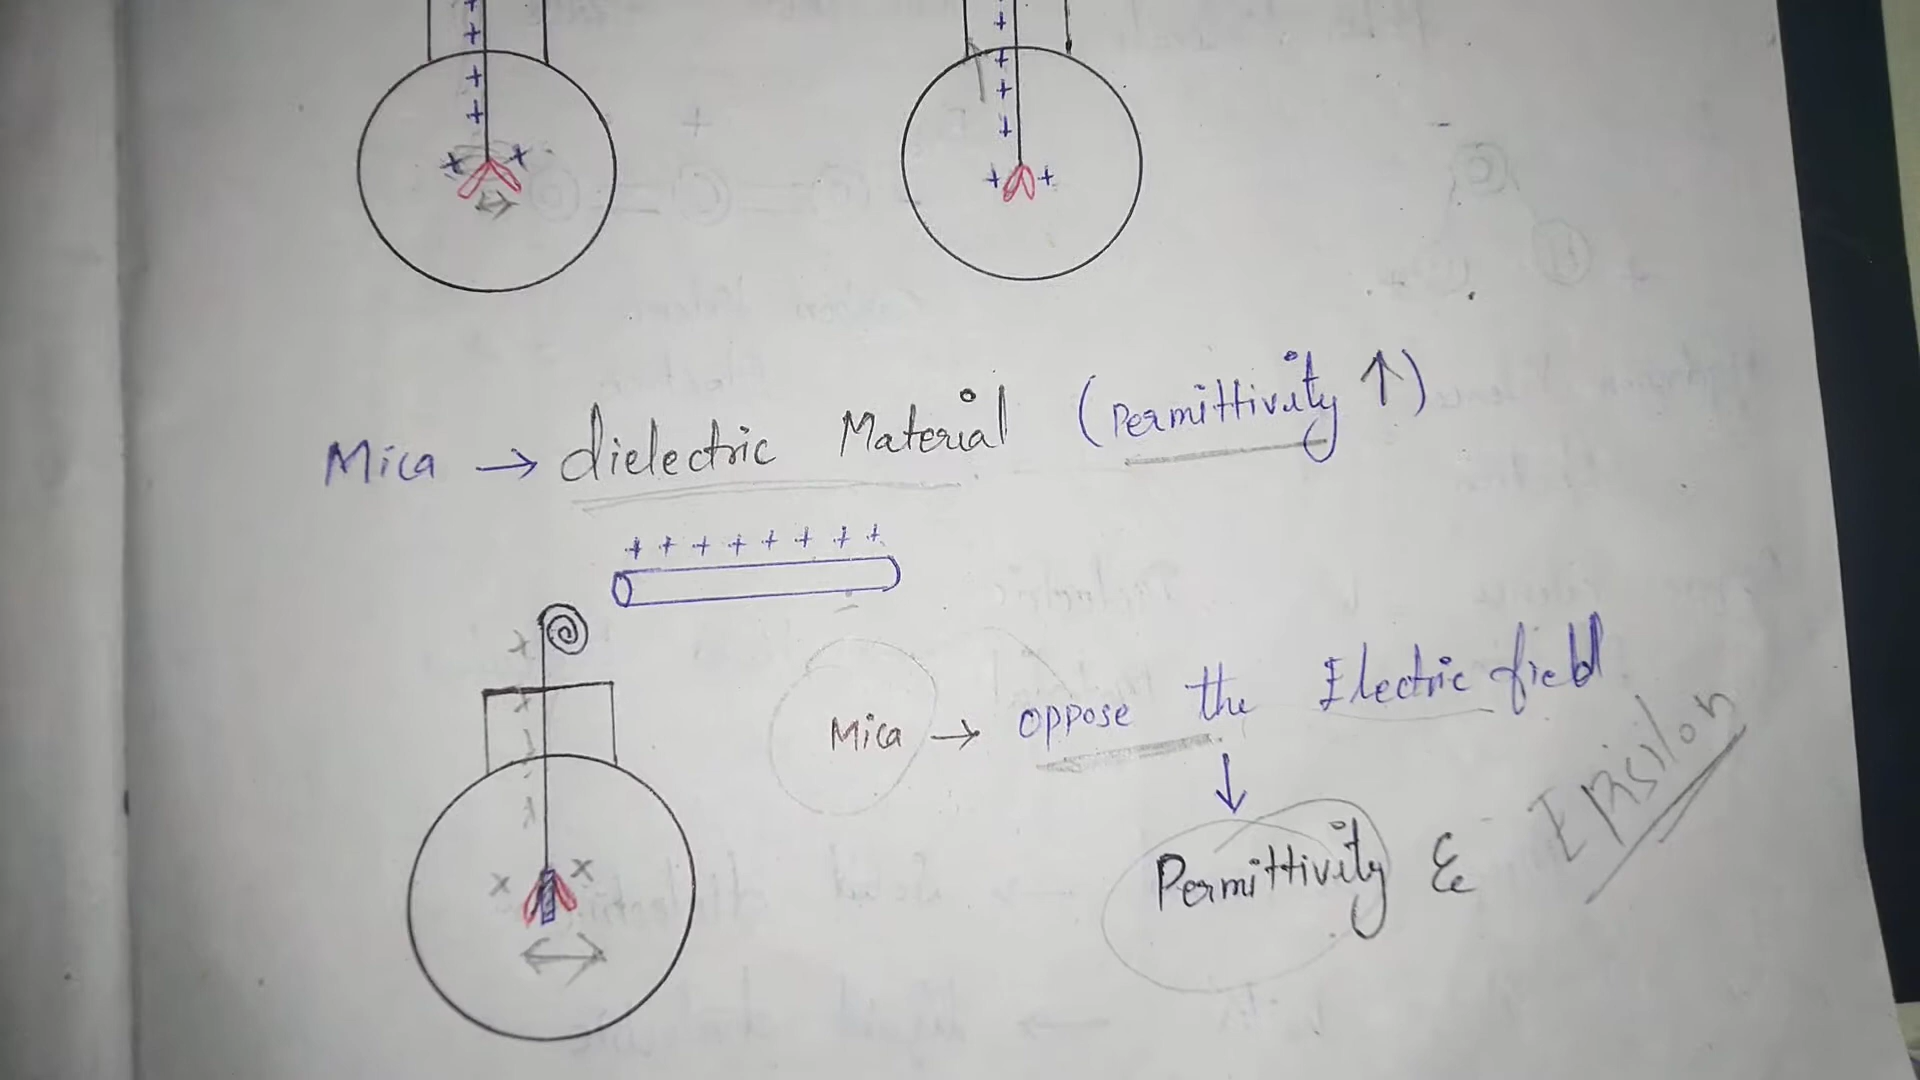 Mica → dielectric Material (Permittivity ↑)
+ + + + + + + +
Mica → oppose the Electric field
↓
Permittivity ε
Epsilon